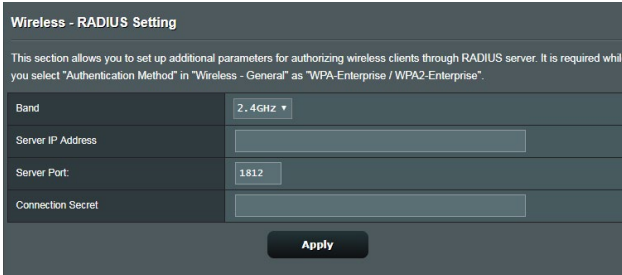 Wireless - RADIUS Setting
This section allows you to set up additional parameters for authorizing wireless clients through RADIUS server. It is required whil
you select "Authentication Method" in "Wireless - General" as "WPA-Enterprise / WPA2-Enterprise".
Band 2.4GHz
Server IP Address
Server Port: 1812
Connection Secret
Apply